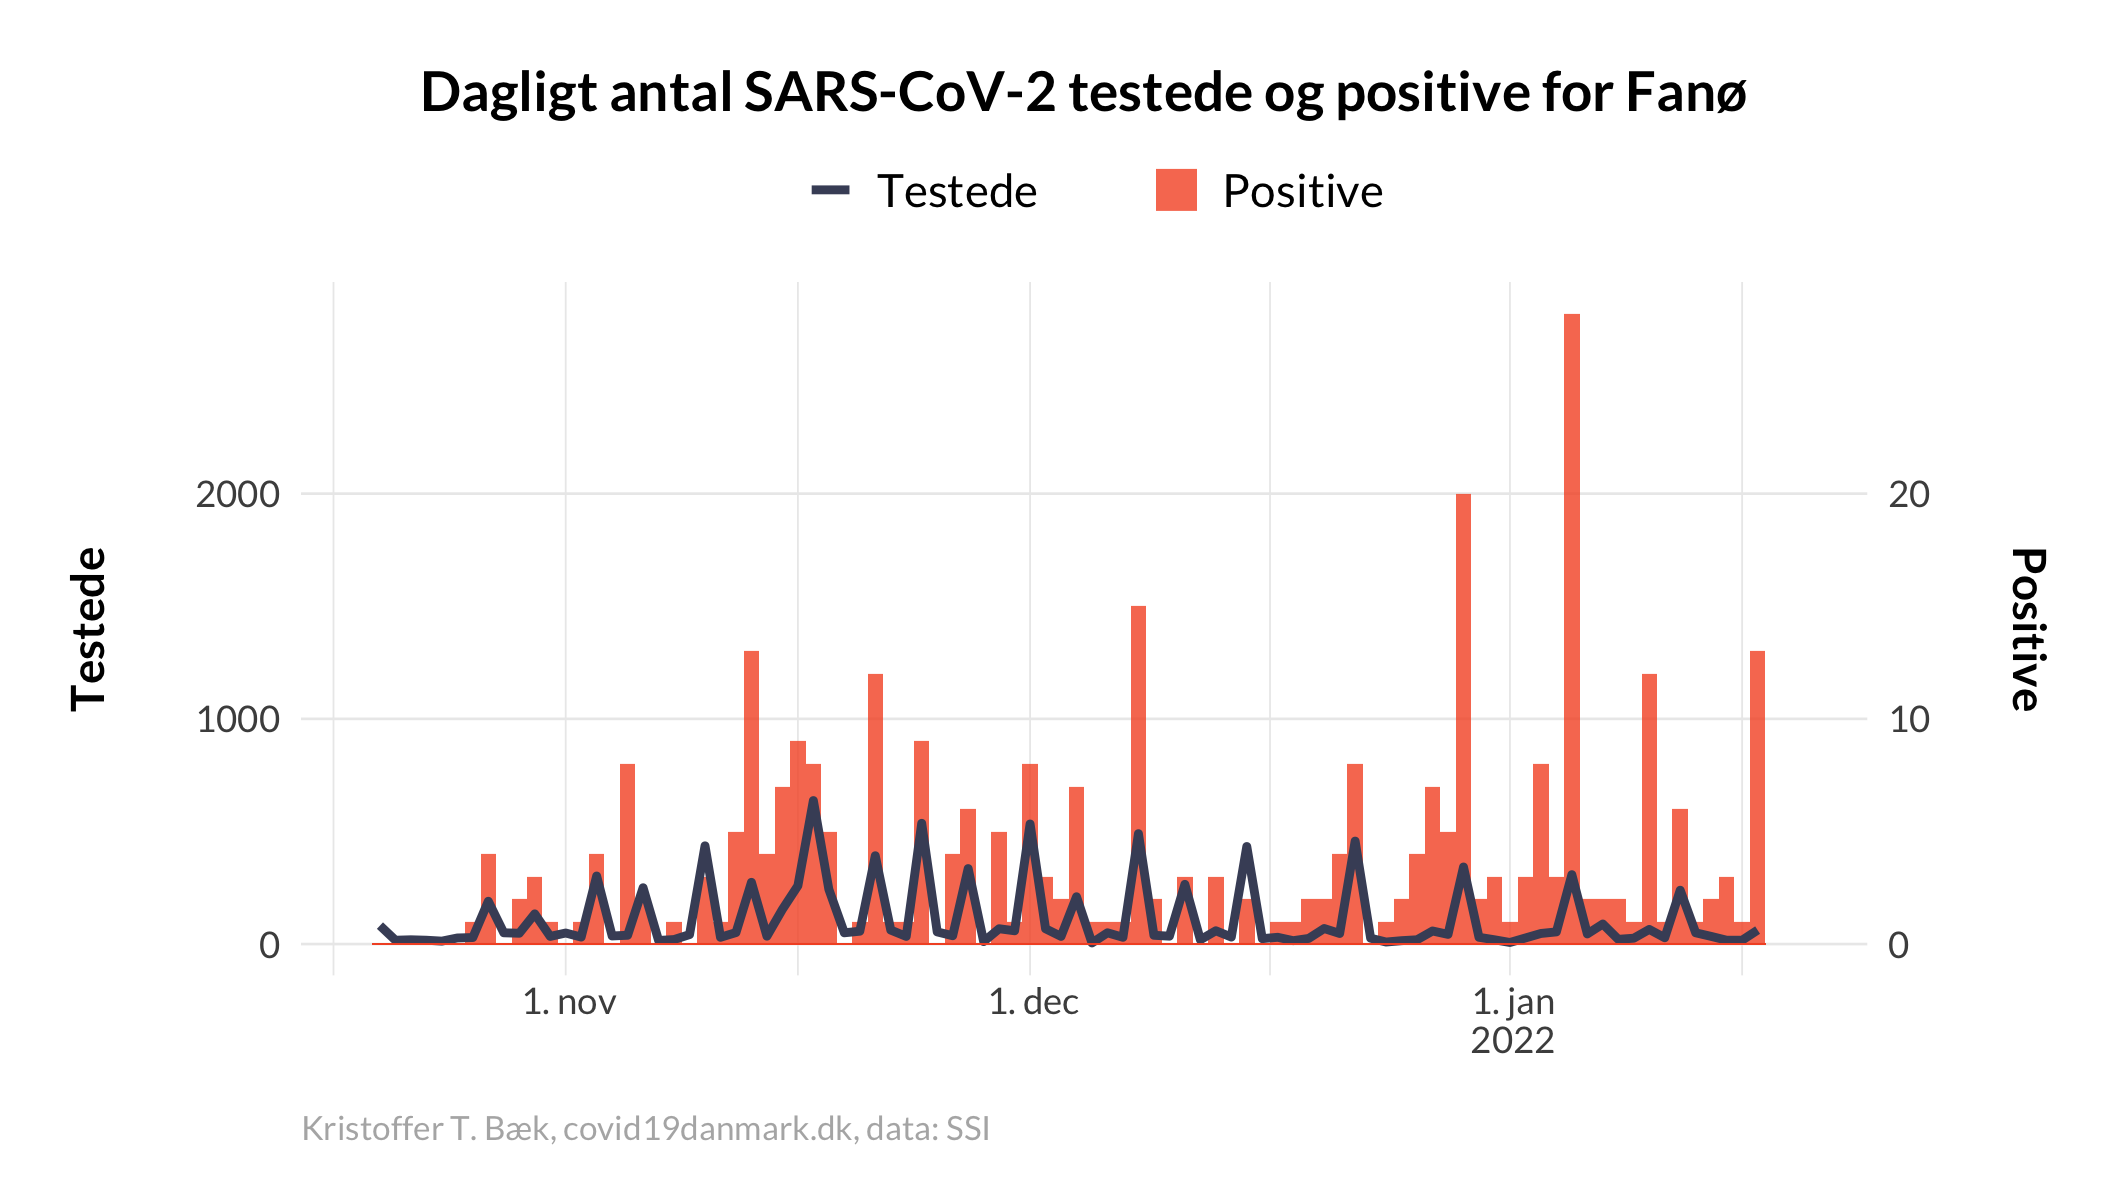 Dagligt antal SARS-CoV-2 testede og positive for Fanø
Testede
Positive
2000
1000
0
Testede
20
10
0
Positive
1. nov
1. dec
1. jan
2022
Kristoffer T. Bæk, covid19danmark.dk, data: SSI